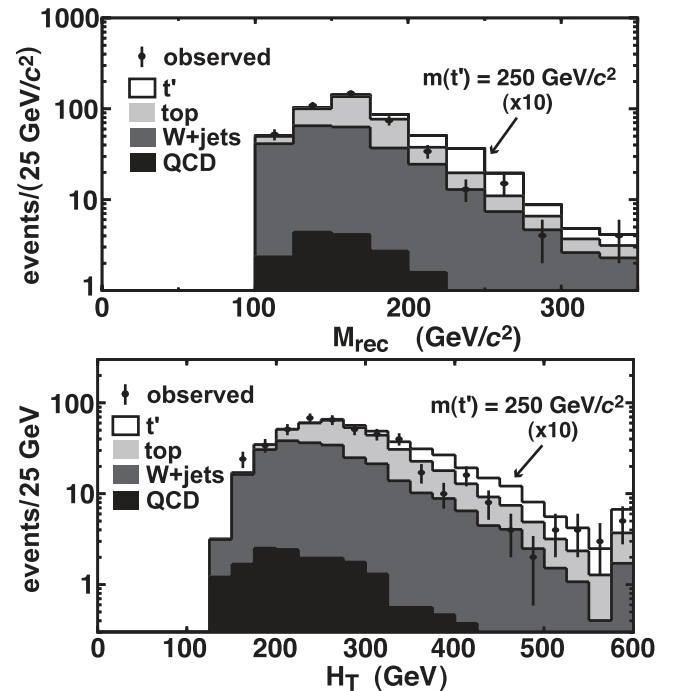 1000
observed
t'
m(t') = 250 GeV/c²
(x10)
100
top
W+jets
QCD
10
1
events/(25 GeV/c²)
0
100
200
300
M_rec (GeV/c²)
observed
t'
m(t') = 250 GeV/c²
(x10)
100
top
W+jets
QCD
10
1
events/25 GeV
0
100
200
300
400
500
600
H_T (GeV)